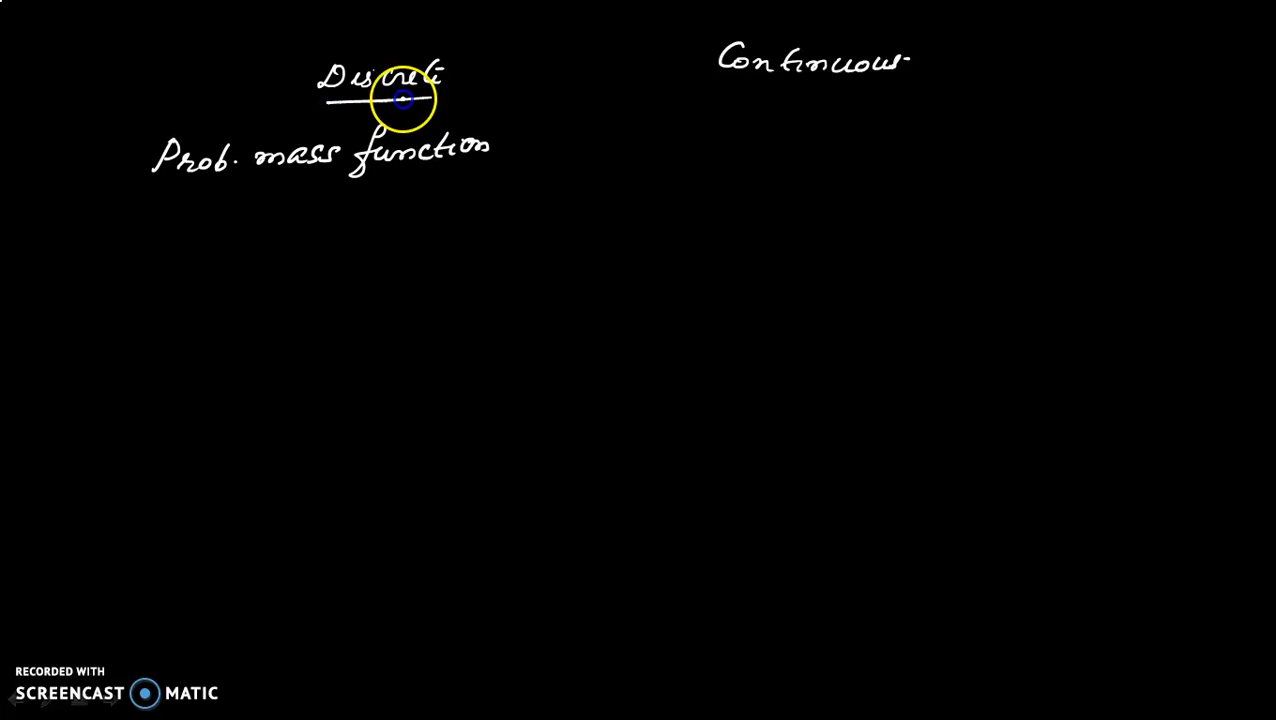 Discrete
Continuous
Prob. mass function
RECORDED WITH
SCREENCAST MATIC